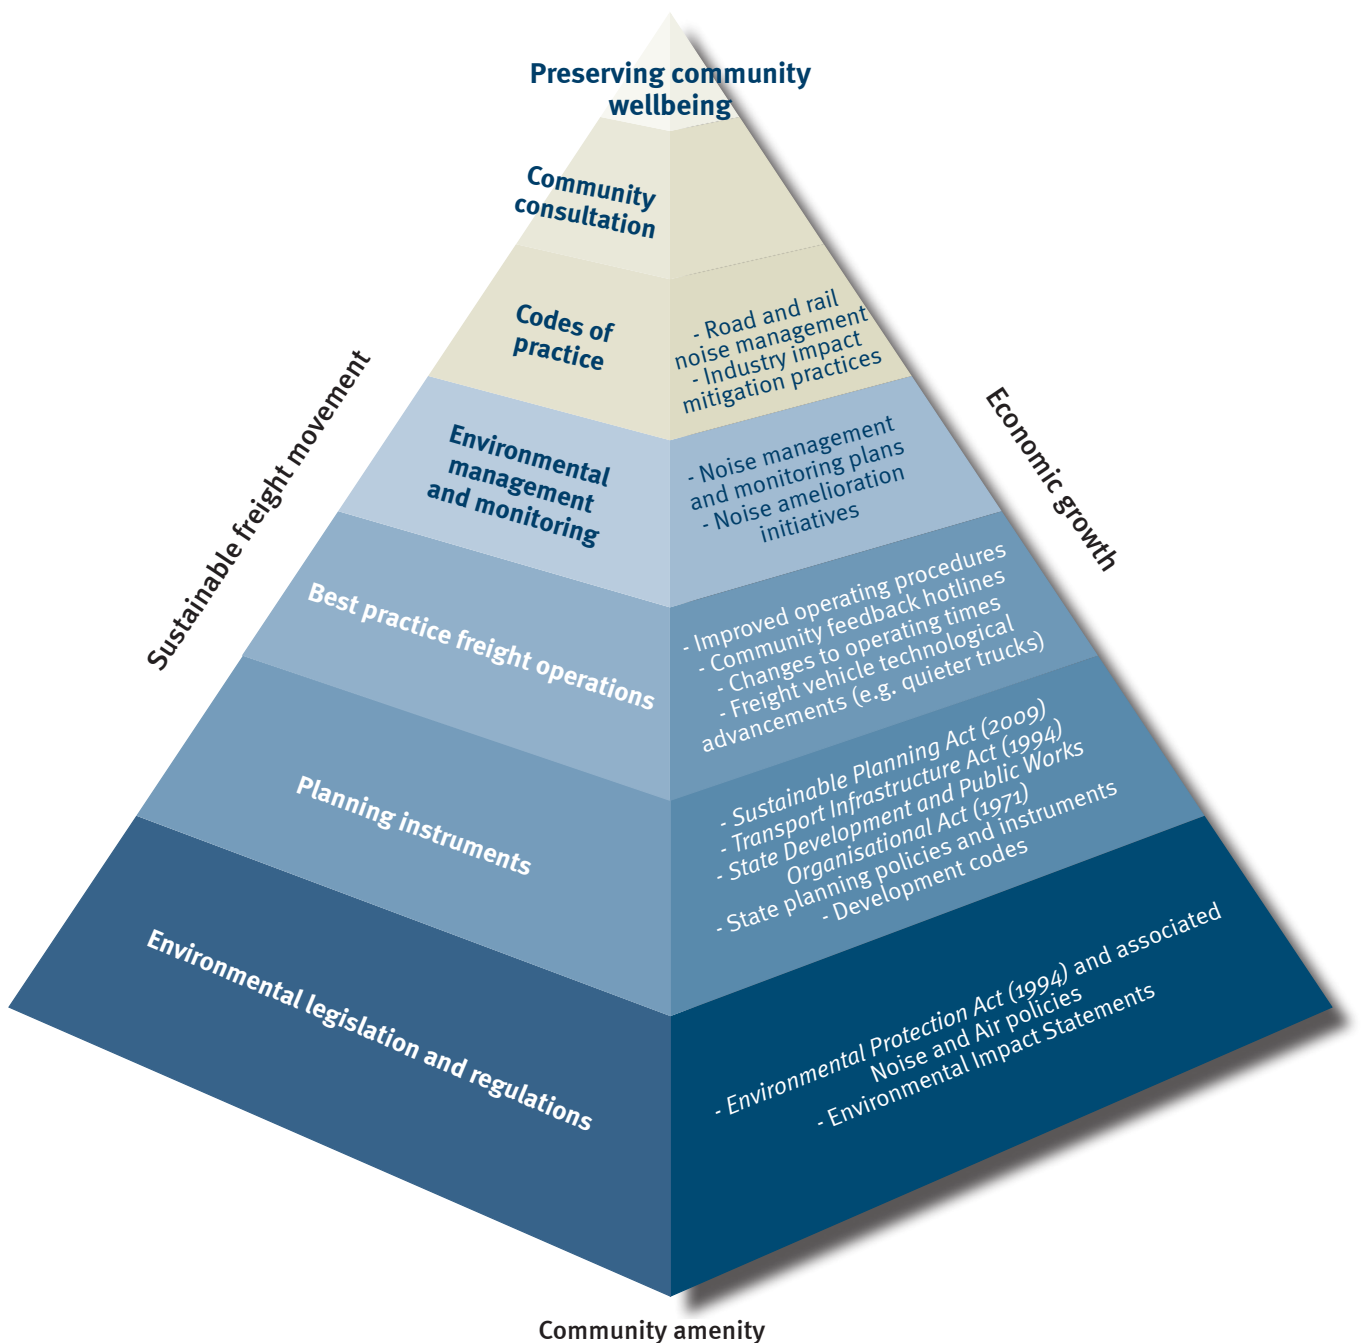 Preserving community
wellbeing
Community
consultation
Codes of
practice
- Road and rail
noise management
- Industry impact
mitigation practices
Environmental
management
and monitoring
- Noise management
and monitoring plans
- Noise amelioration
initiatives
Best practice freight operations
- Improved operating procedures
- Community feedback hotlines
- Changes to operating times
- Freight vehicle technological
advancements (e.g. quieter trucks)
Planning instruments
- Sustainable Planning Act (2009)
- Transport Infrastructure Act (1994)
- State Development and Public Works
Organisational Act (1971)
- State planning policies and instruments
- Development codes
Environmental legislation and regulations
- Environmental Protection Act (1994) and associated
Noise and Air policies
- Environmental Impact Statements
Sustainable freight movement
Economic growth
Community amenity